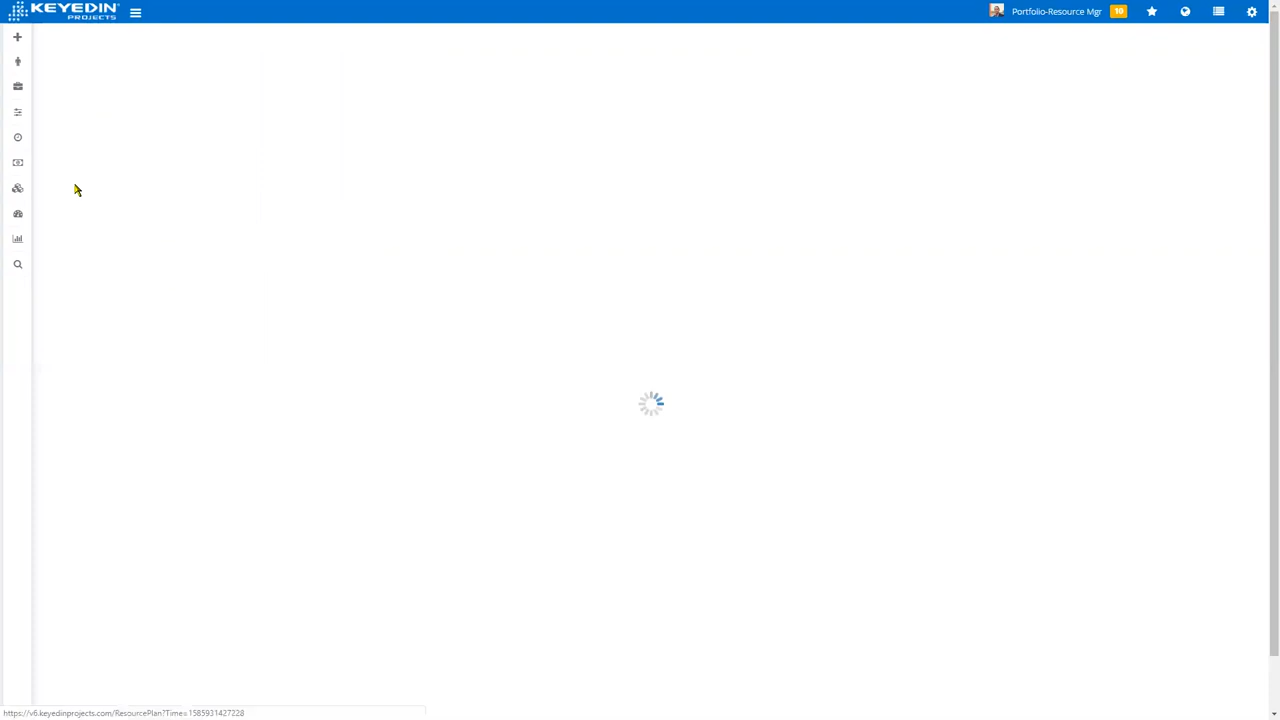 KEYEDIN®
PROJECTS
Portfolio-Resource Mgr
10
https://v6.keyedinprojects.com/ResourcePlan?Time=1585931427228